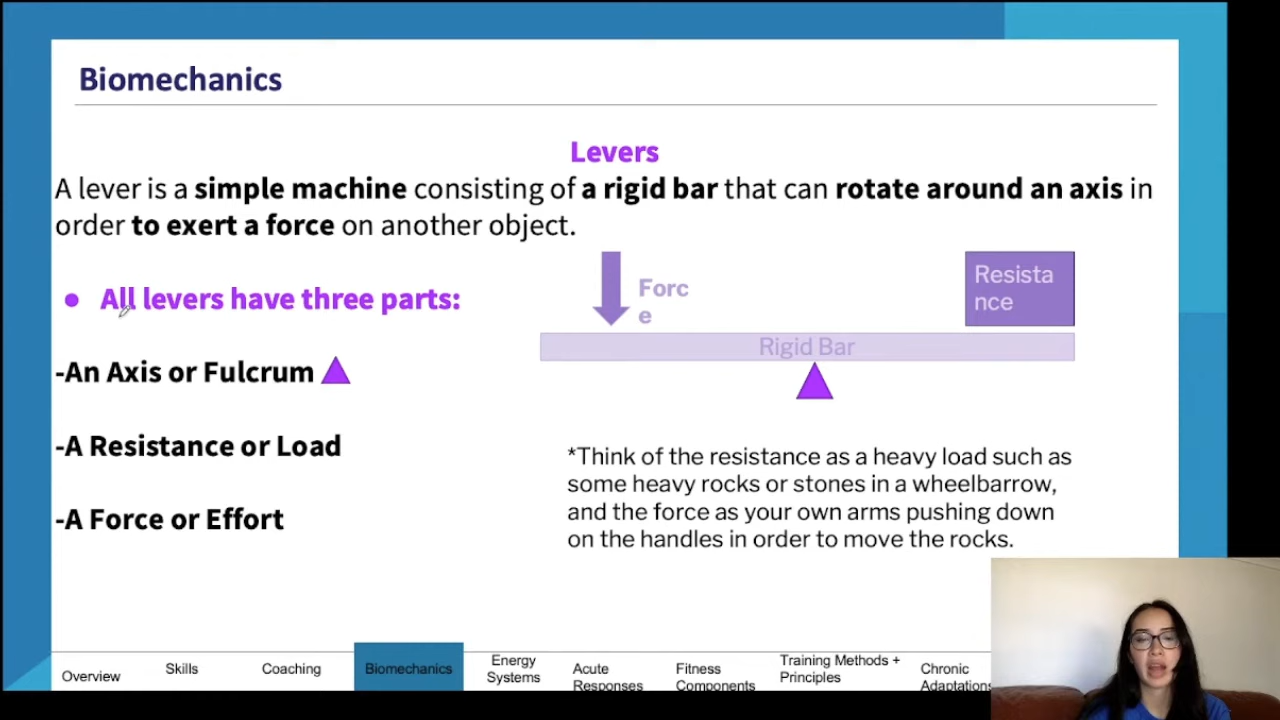 Biomechanics
Levers
A lever is a simple machine consisting of a rigid bar that can rotate around an axis in
order to exert a force on another object.
● All levers have three parts:
-An Axis or Fulcrum
-A Resistance or Load
-A Force or Effort
Forc
e
Resista
nce
Rigid Bar
*Think of the resistance as a heavy load such as
some heavy rocks or stones in a wheelbarrow,
and the force as your own arms pushing down
on the handles in order to move the rocks.
Overview
Skills
Coaching
Biomechanics
Energy
Systems
Acute
Responses
Fitness
Components
Training Methods +
Principles
Chronic
Adaptations